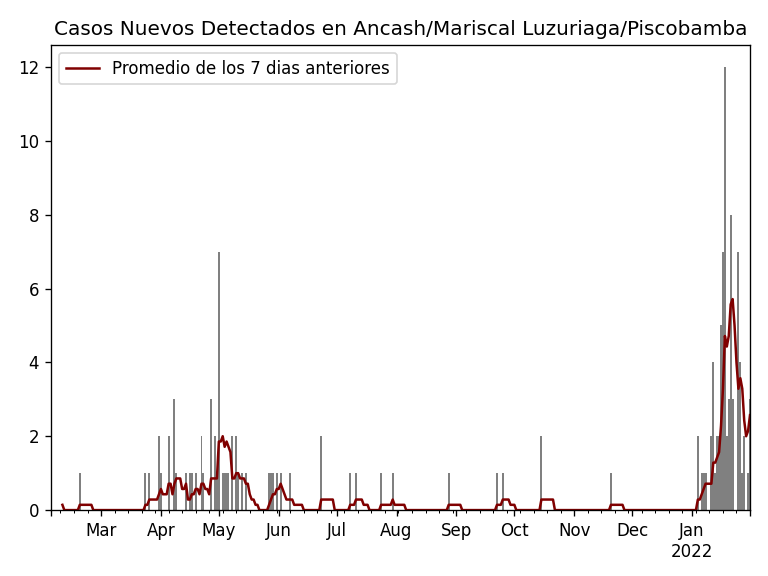 Casos Nuevos Detectados en Ancash/Mariscal Luzuriaga/Piscobamba
Promedio de los 7 dias anteriores
12
10
8
6
4
2
0
Mar Apr May Jun Jul Aug Sep Oct Nov Dec Jan
2022